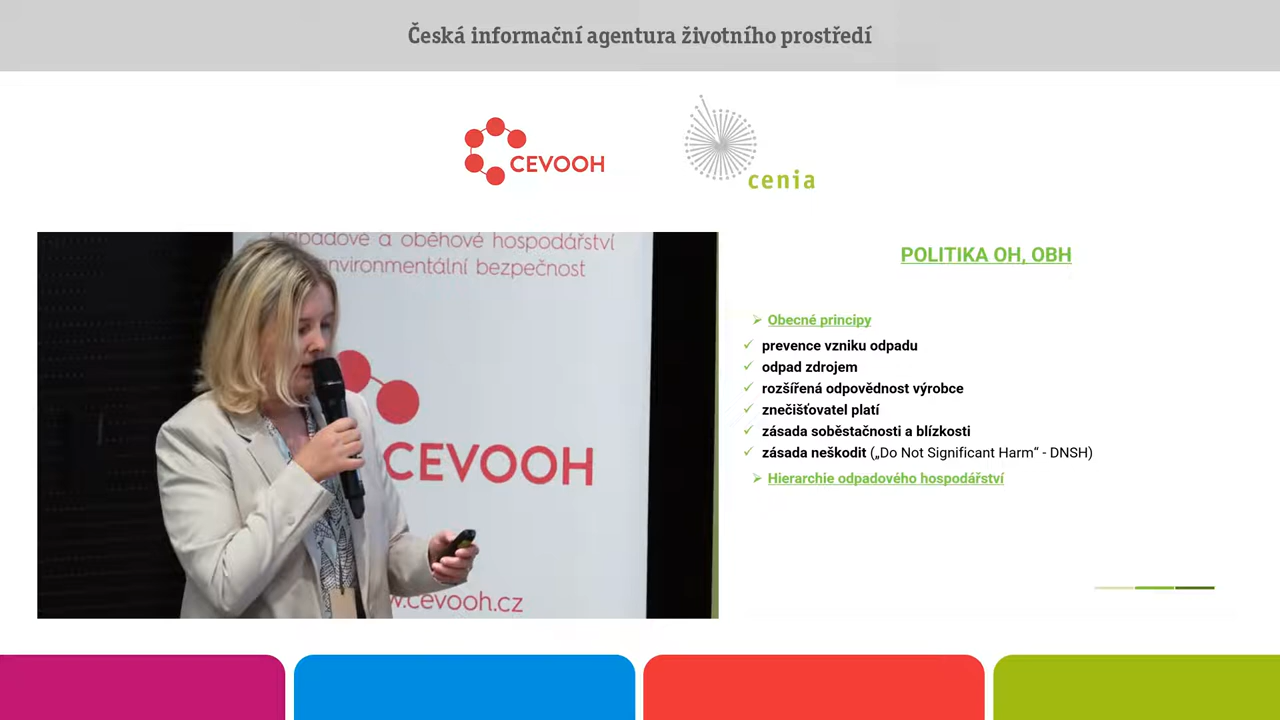 Česká informační agentura životního prostředí
CEVOOH
cenia
odpadové a oběhové hospodářství
environmentální bezpečnost
CEVOOH
w.cevooh.cz
POLITIKA OH, OBH
➢ Obecné principy
✓ prevence vzniku odpadu
✓ odpad zdrojem
✓ rozšířená odpovědnost výrobce
✓ znečišťovatel platí
✓ zásada soběstačnosti a blízkosti
✓ zásada neškodit („Do Not Significant Harm“ - DNSH)
➢ Hierarchie odpadového hospodářství